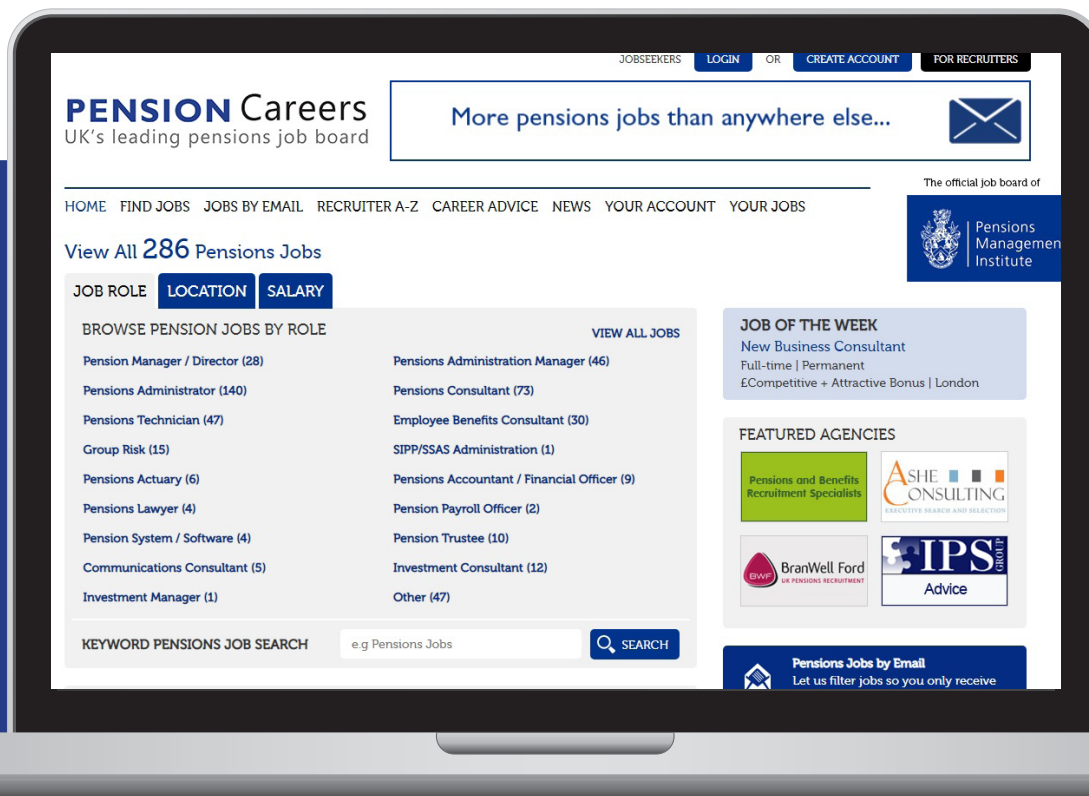 JOBSEEKERS LOGIN OR CREATE ACCOUNT FOR RECRUITERS
PENSION Careers
UK's leading pensions job board
More pensions jobs than anywhere else...
The official job board of
HOME FIND JOBS JOBS BY EMAIL RECRUITER A-Z CAREER ADVICE NEWS YOUR ACCOUNT YOUR JOBS
Pensions
Managemen
Institute
View All 286 Pensions Jobs
JOB ROLE LOCATION SALARY
BROWSE PENSION JOBS BY ROLE
VIEW ALL JOBS
Pension Manager / Director (28)
Pensions Administration Manager (46)
Pensions Administrator (140)
Pensions Consultant (73)
Pensions Technician (47)
Employee Benefits Consultant (30)
Group Risk (15)
SIPP/SSAS Administration (1)
Pensions Actuary (6)
Pensions Accountant / Financial Officer (9)
Pensions Lawyer (4)
Pension Payroll Officer (2)
Pension System / Software (4)
Pension Trustee (10)
Communications Consultant (5)
Investment Consultant (12)
Investment Manager (1)
Other (47)
KEYWORD PENSIONS JOB SEARCH
e.g Pensions Jobs
SEARCH
JOB OF THE WEEK
New Business Consultant
Full-time | Permanent
£Competitive + Attractive Bonus | London
FEATURED AGENCIES
Pensions and Benefits
Recruitment Specialists
ASHE
CONSULTING
EXECUTIVE SEARCH AND SELECTION
BWF
BranWell Ford
UK PENSIONS RECRUITMENT
IPS
GROUP
Advice
Pensions Jobs by Email
Let us filter jobs so you only receive